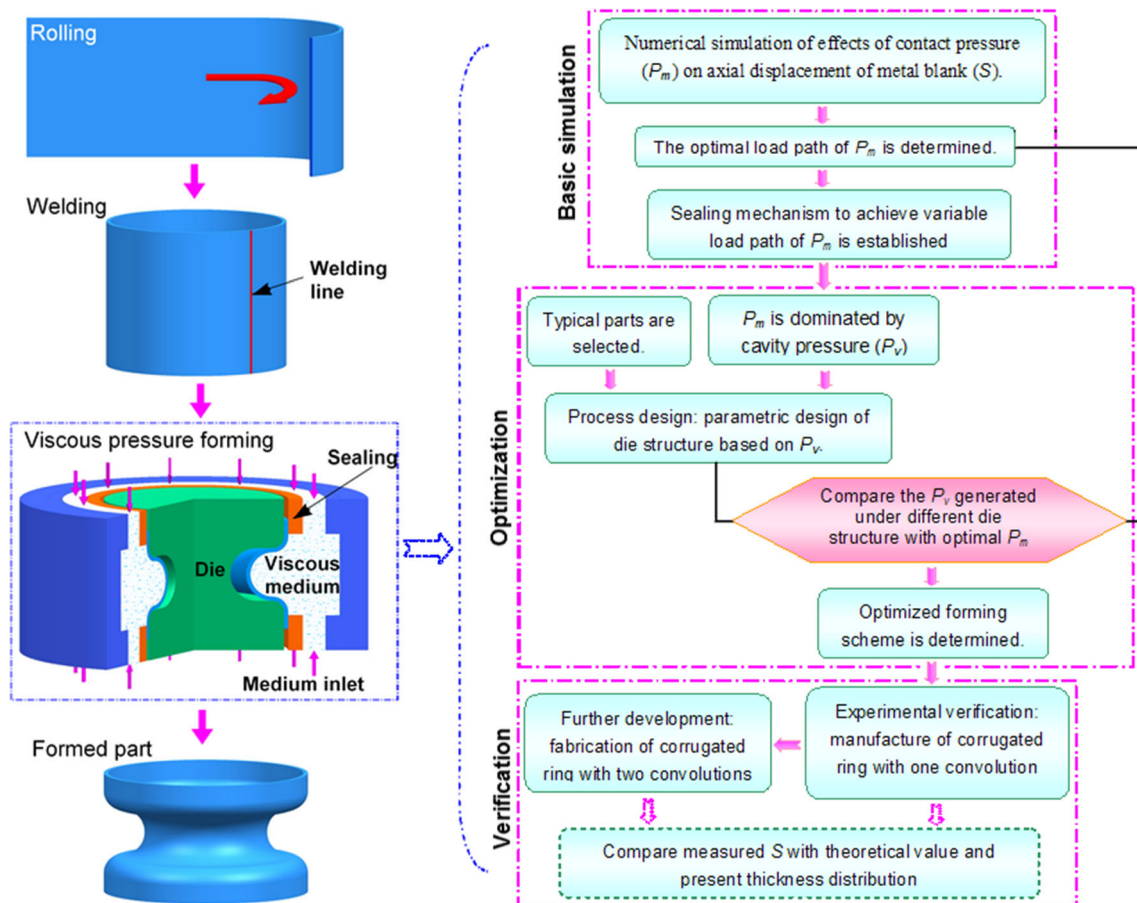 Rolling
Welding
Welding
line
Viscous pressure forming
Sealing
Die
Viscous
medium
Medium inlet
Formed part
Basic simulation
Numerical simulation of effects of contact pressure
(Pm) on axial displacement of metal blank (S).
The optimal load path of Pm is determined.
Sealing mechanism to achieve variable
load path of Pm is established
Optimization
Typical parts are
selected.
Pm is dominated by
cavity pressure (Pv)
Process design: parametric design of
die structure based on Pv.
Compare the Pv generated
under different die
structure with optimal Pm
Optimized forming
scheme is determined.
Verification
Further development:
fabrication of corrugated
ring with two convolutions
Experimental verification:
manufacture of corrugated
ring with one convolution
Compare measured S with theoretical value and
present thickness distribution